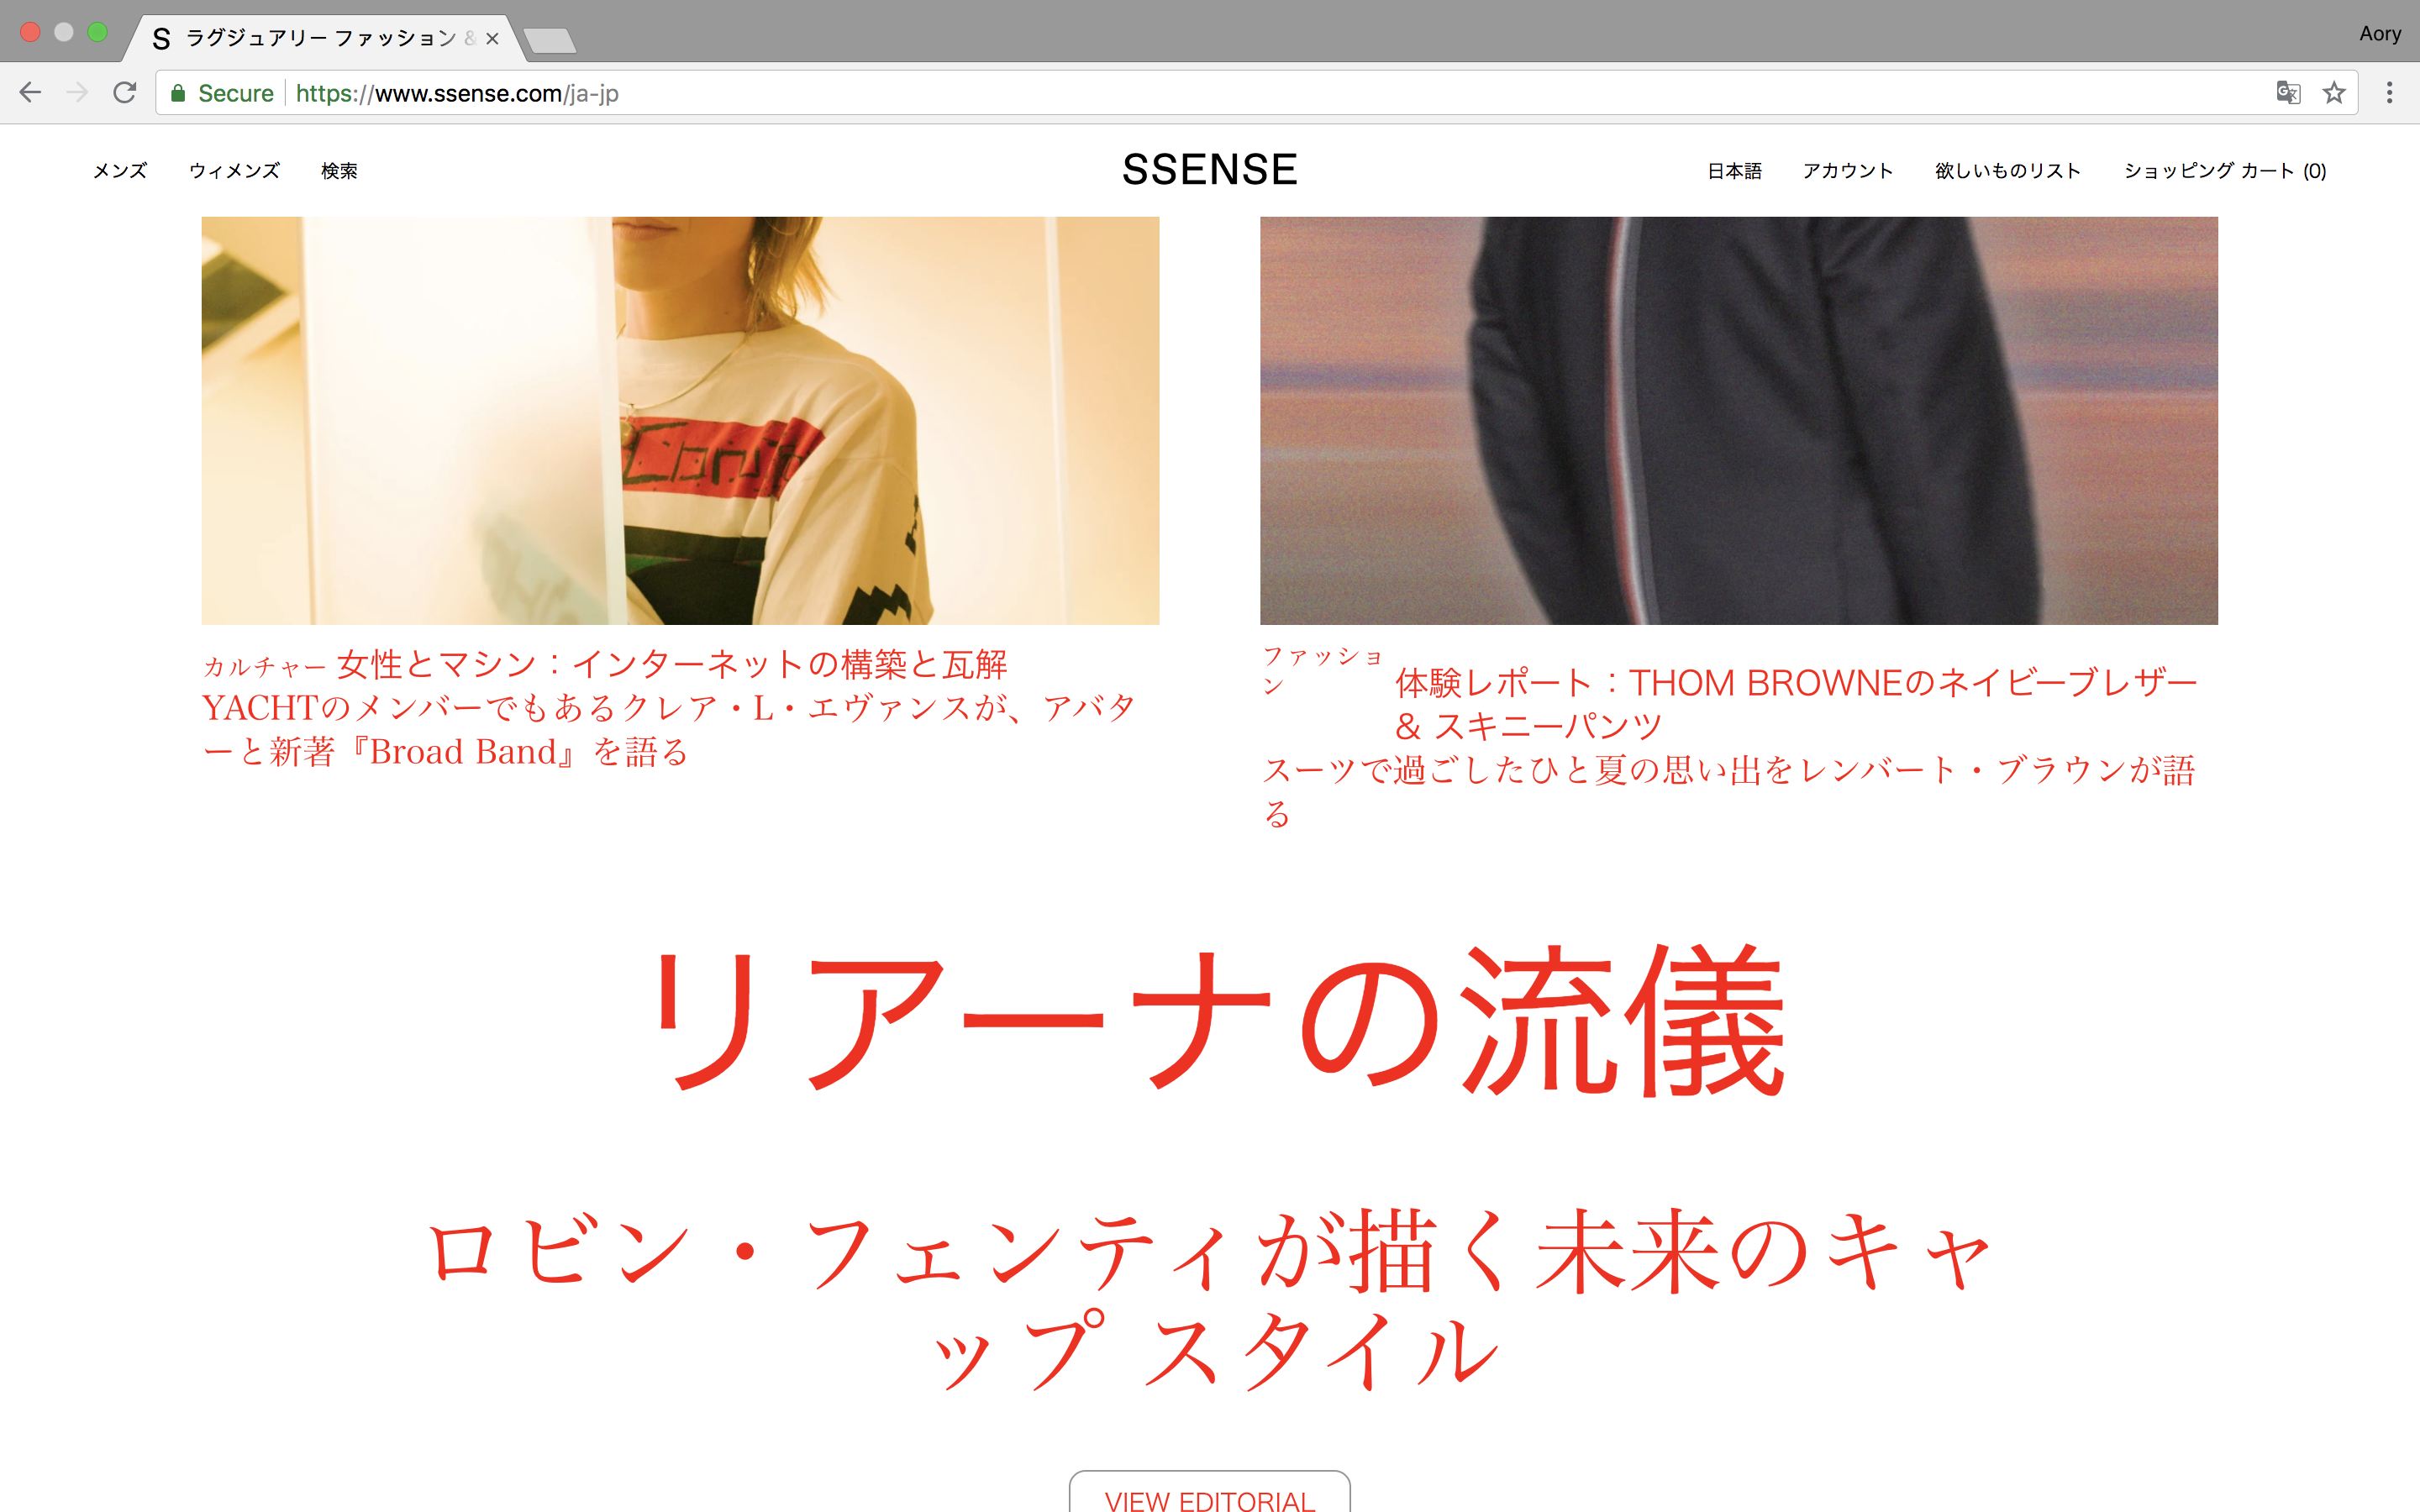 S ラグジュアリー ファッション &
Aory
Secure https://www.ssense.com/ja-jp
メンズ ウィメンズ 検索
SSENSE
日本語 アカウント 欲しいものリスト ショッピング カート (0)
カルチャー 女性とマシン：インターネットの構築と瓦解
YACHTのメンバーでもあるクレア・L・エヴァンスが、アバタ
ーと新著『Broad Band』を語る
ファッショ
ン
体験レポート：THOM BROWNEのネイビーブレザー
& スキニーパンツ
スーツで過ごしたひと夏の思い出をレンバート・ブラウンが語
る
リアーナの流儀
ロビン・フェンティが描く未来のキャ
ップ スタイル
VIEW EDITORIAL